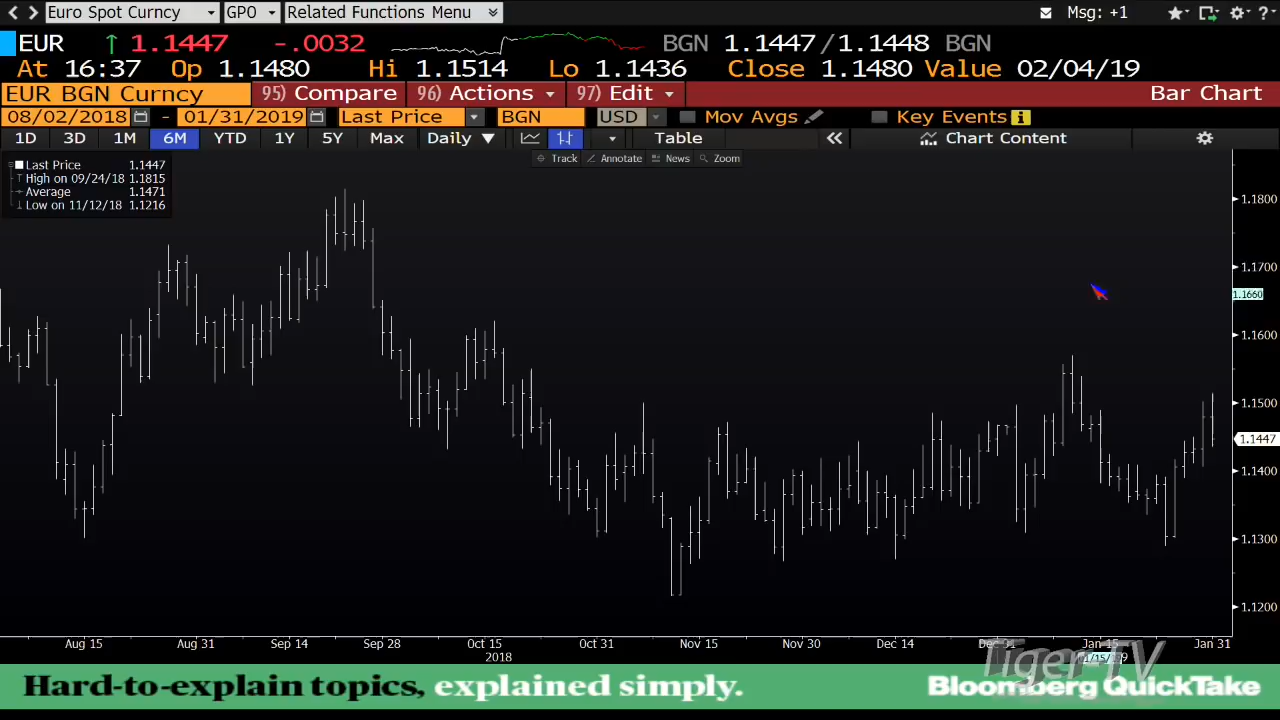 Euro Spot Curncy GPO Related Functions Menu Msg: +1
EUR 1.1447 -.0032 BGN 1.1447/1.1448 BGN
At 16:37 Op 1.1480 Hi 1.1514 Lo 1.1436 Close 1.1480 Value 02/04/19
EUR BGN Curncy 95) Compare 96) Actions 97) Edit Bar Chart
08/02/2018 - 01/31/2019 Last Price BGN USD Mov Avgs Key Events i
1D 3D 1M 6M YTD 1Y 5Y Max Daily Table Chart Content
Track Annotate News Zoom
Last Price 1.1447
High on 09/24/18 1.1815
Average 1.1471
Low on 11/12/18 1.1216
1.1800
1.1700
1.1660
1.1600
1.1500
1.1447
1.1400
1.1300
1.1200
Aug 15 Aug 31 Sep 14 Sep 28 Oct 15 Oct 31 Nov 15 Nov 30 Dec 14 Jan 15 Jan 31
2018
Tiger-TV
Hard-to-explain topics, explained simply. Bloomberg QuickTake